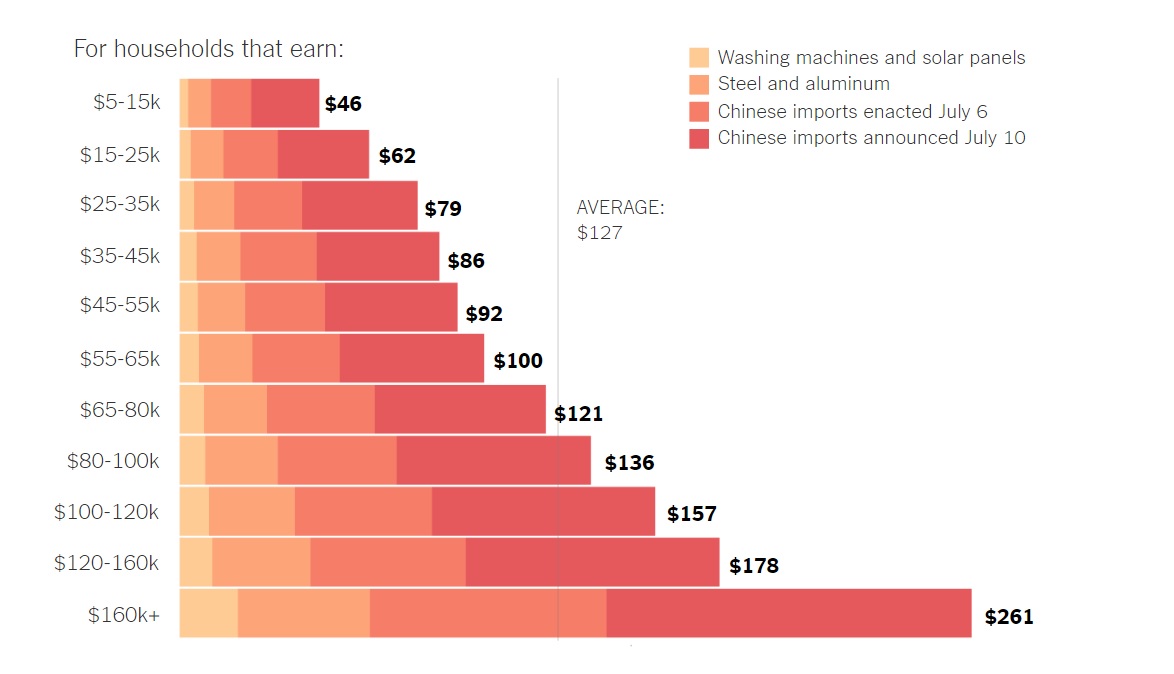 For households that earn:
Washing machines and solar panels
Steel and aluminum
Chinese imports enacted July 6
Chinese imports announced July 10
$5-15k $46
$15-25k $62
$25-35k $79
AVERAGE:
$127
$35-45k $86
$45-55k $92
$55-65k $100
$65-80k $121
$80-100k $136
$100-120k $157
$120-160k $178
$160k+ $261